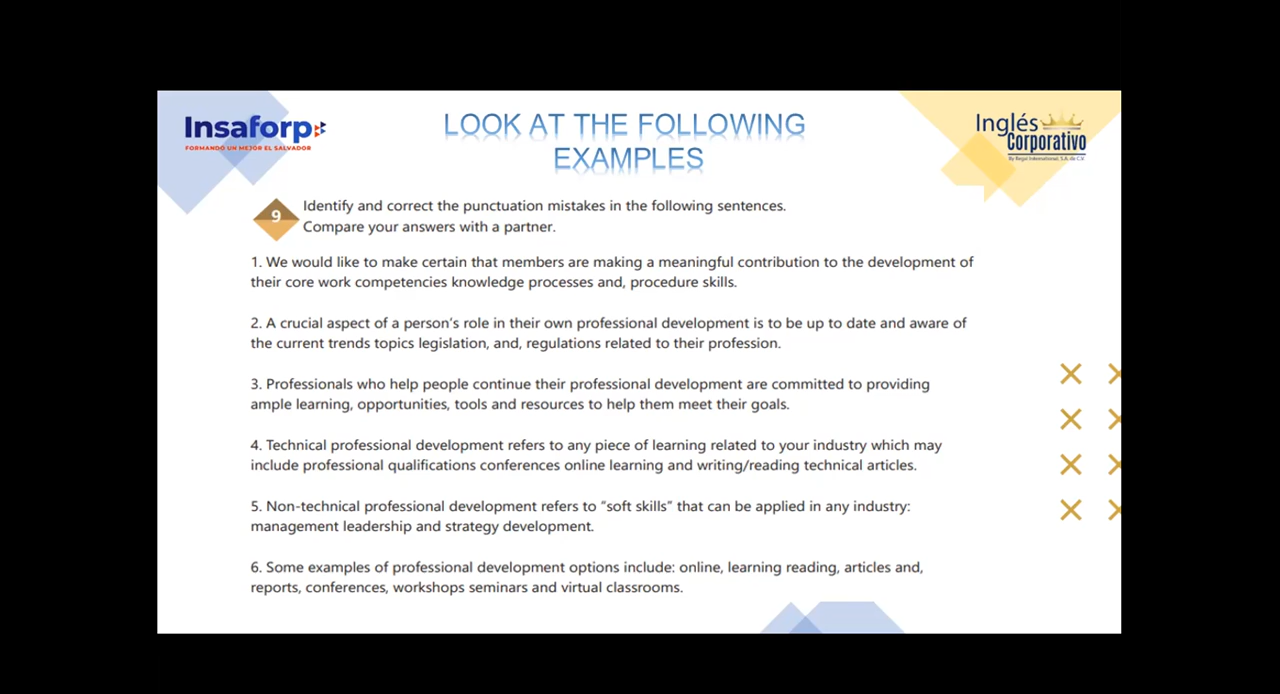 Insaforp
FORMANDO UN MEJOR EL SALVADOR
LOOK AT THE FOLLOWING
EXAMPLES
Inglés
Corporativo
By Regal International, S.A. de C.V.
9
Identify and correct the punctuation mistakes in the following sentences.
Compare your answers with a partner.
1. We would like to make certain that members are making a meaningful contribution to the development of
their core work competencies knowledge processes and, procedure skills.
2. A crucial aspect of a person's role in their own professional development is to be up to date and aware of
the current trends topics legislation, and, regulations related to their profession.
3. Professionals who help people continue their professional development are committed to providing
ample learning, opportunities, tools and resources to help them meet their goals.
4. Technical professional development refers to any piece of learning related to your industry which may
include professional qualifications conferences online learning and writing/reading technical articles.
5. Non-technical professional development refers to "soft skills" that can be applied in any industry:
management leadership and strategy development.
6. Some examples of professional development options include: online, learning reading, articles and,
reports, conferences, workshops seminars and virtual classrooms.